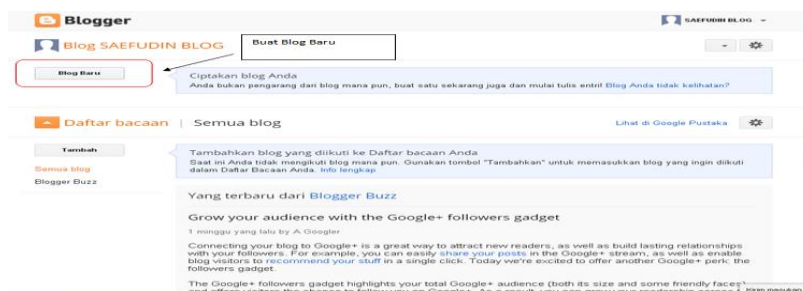 Blogger
SAEFUDIN BLOG
Blog SAEFUDIN BLOG
Buat Blog Baru
Blog Baru
Ciptakan blog Anda
Anda bukan pengarang dari blog mana pun, buat satu sekarang juga dan mulai tulis entri! Blog Anda tidak kelihatan?
Daftar bacaan | Semua blog
Lihat di Google Pustaka
Tambah
Tambahkan blog yang diikuti ke Daftar bacaan Anda
Saat ini Anda tidak mengikuti blog mana pun. Gunakan tombol "Tambahkan" untuk memasukkan blog yang ingin diikuti
dalam Daftar Bacaan Anda. Info lengkap
Semua blog
Blogger Buzz
Yang terbaru dari Blogger Buzz
Grow your audience with the Google+ followers gadget
1 minggu yang lalu by A Googler
Connecting your blog to Google+ is a great way to attract new readers, as well as build lasting relationships
with your followers. For example, you can easily share your posts in the Google+ stream, as well as enable
blog visitors to recommend your stuff in a single click. Today we're excited to offer another Google+ perk: the
followers gadget.
The Google+ followers gadget highlights your total Google+ audience (both its size and some friendly faces)
masukan